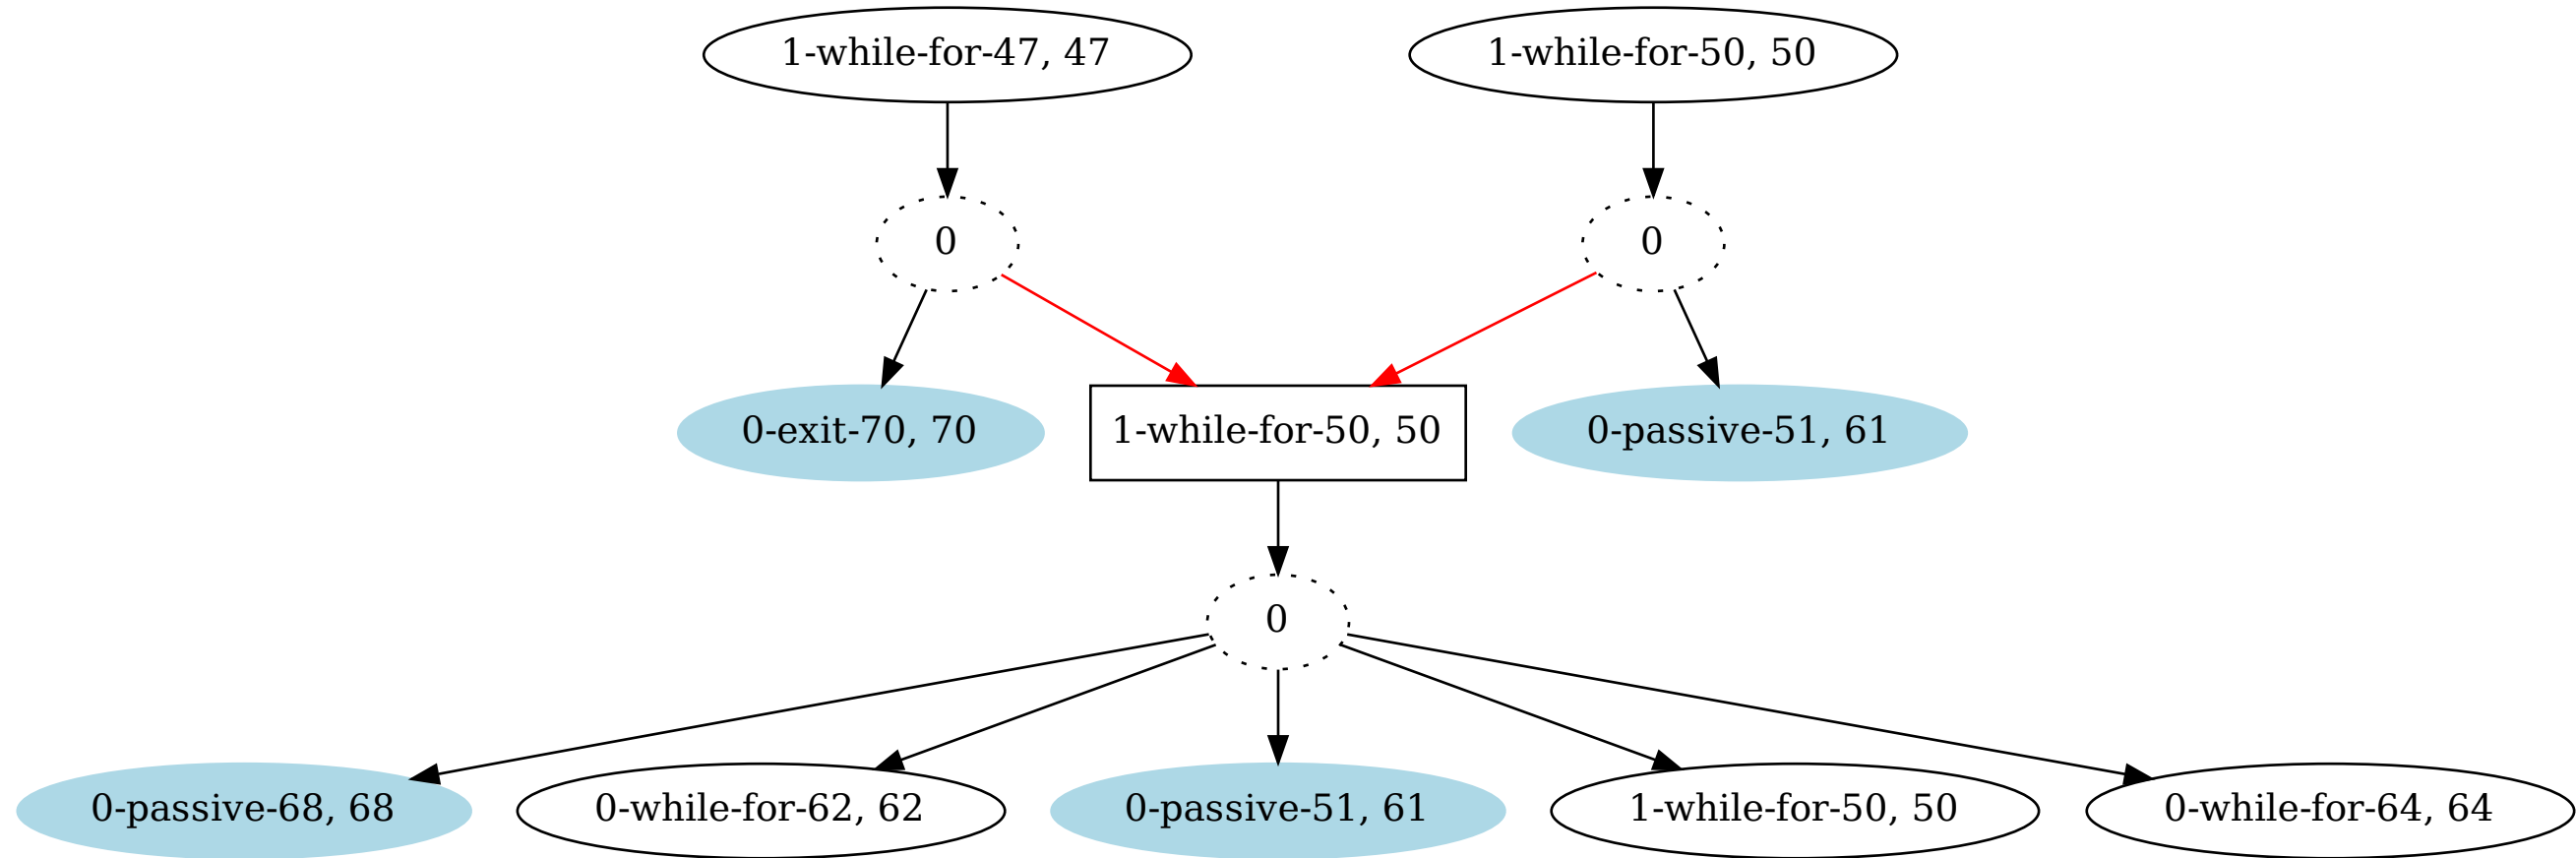 1-while-for-47, 47
1-while-for-50, 50
0
0
0-exit-70, 70
1-while-for-50, 50
0-passive-51, 61
0
0-passive-68, 68
0-while-for-62, 62
0-passive-51, 61
1-while-for-50, 50
0-while-for-64, 64